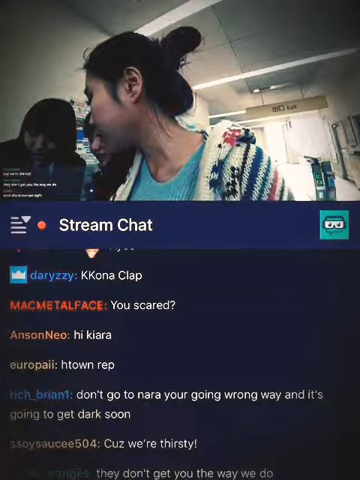 Stream Chat
daryzzy: KKona Clap
MACMETALFACE: You scared?
AnsonNeo: hi kiara
europaii: htown rep
rich_brian1: don't go to nara your going wrong way and it's
going to get dark soon
ssoysaucee504: Cuz we're thirsty!
they don't get you the way we do